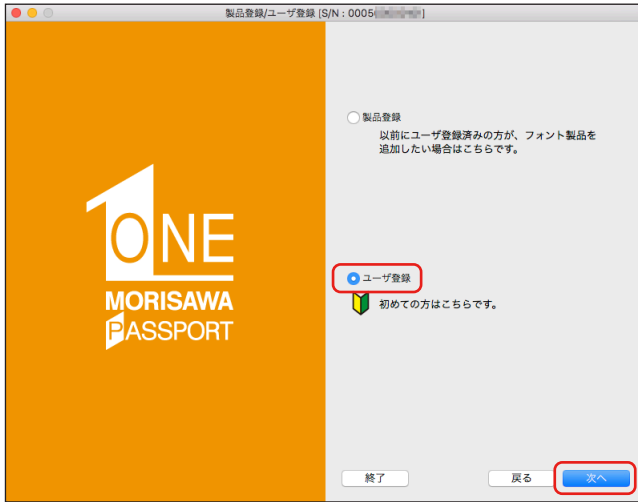 製品登録/ユーザ登録 [S/N : 0005 ]
製品登録
以前にユーザ登録済みの方が、フォント製品を
追加したい場合はこちらです。
ONE
MORISAWA
PASSPORT
ユーザ登録
初めての方はこちらです。
終了
戻る
次へ